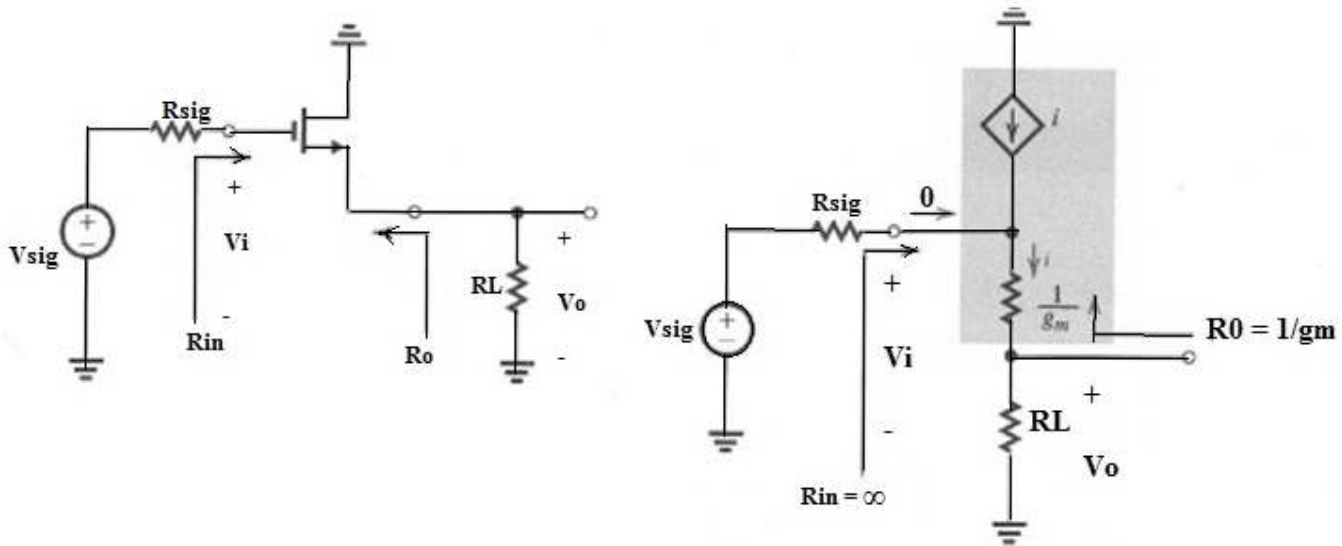 Rsig
+
Vi
-
Vsig
+
−
Rin
Ro
RL
+
Vo
-
i
Rsig
0
i
1
gm
R0 = 1/gm
+
Vi
-
Vsig
+
−
Rin = ∞
RL
+
Vo